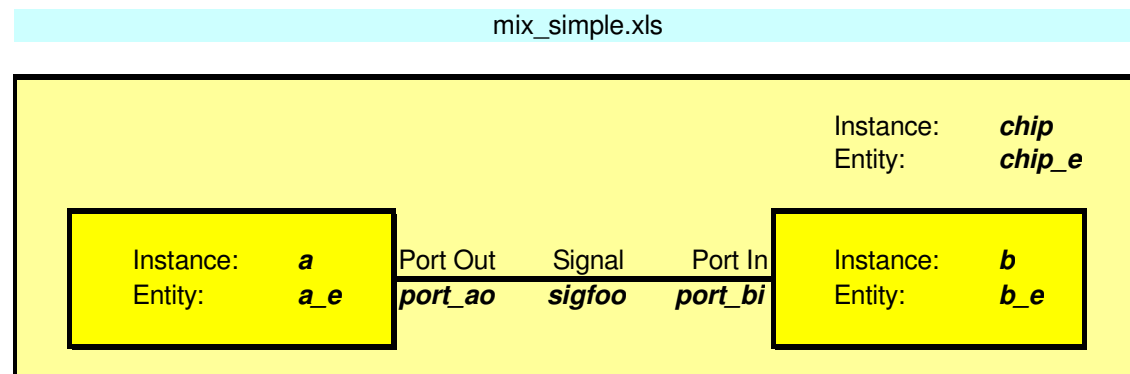 mix_simple.xls
Instance: chip
Entity: chip_e
Instance: a Port Out Signal Port In Instance: b
Entity: a_e port_ao sigfoo port_bi Entity: b_e